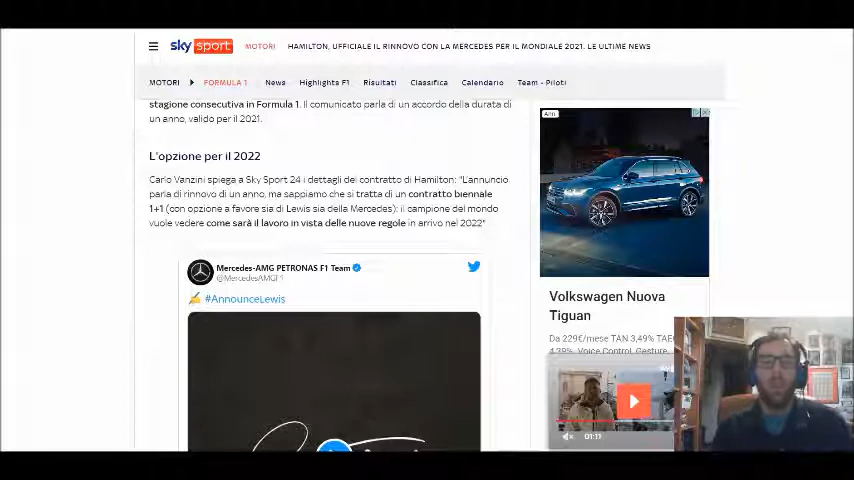 sky sport
MOTORI
HAMILTON, UFFICIALE IL RINNOVO CON LA MERCEDES PER IL MONDIALE 2021. LE ULTIME NEWS
MOTORI
FORMULA 1
News
Highlights F1
Risultati
Classifica
Calendario
Team - Piloti
stagione consecutiva in Formula 1. Il comunicato parla di un accordo della durata di
un anno, valido per il 2021.
L'opzione per il 2022
Carlo Vanzini spiega a Sky Sport 24 i dettagli del contratto di Hamilton: "L'annuncio
parla di rinnovo di un anno, ma sappiamo che si tratta di un contratto biennale
1+1 (con opzione a favore sia di Lewis sia della Mercedes): il campione del mondo
vuole vedere come sarà il lavoro in vista delle nuove regole in arrivo nel 2022"
Mercedes-AMG PETRONAS F1 Team
@MercedesAMGF1
#AnnounceLewis
Ann.
Volkswagen Nuova
Tiguan
Da 229€/mese TAN 3,49% TAEG
4,39%. Voice Control, Gesture,
01:11